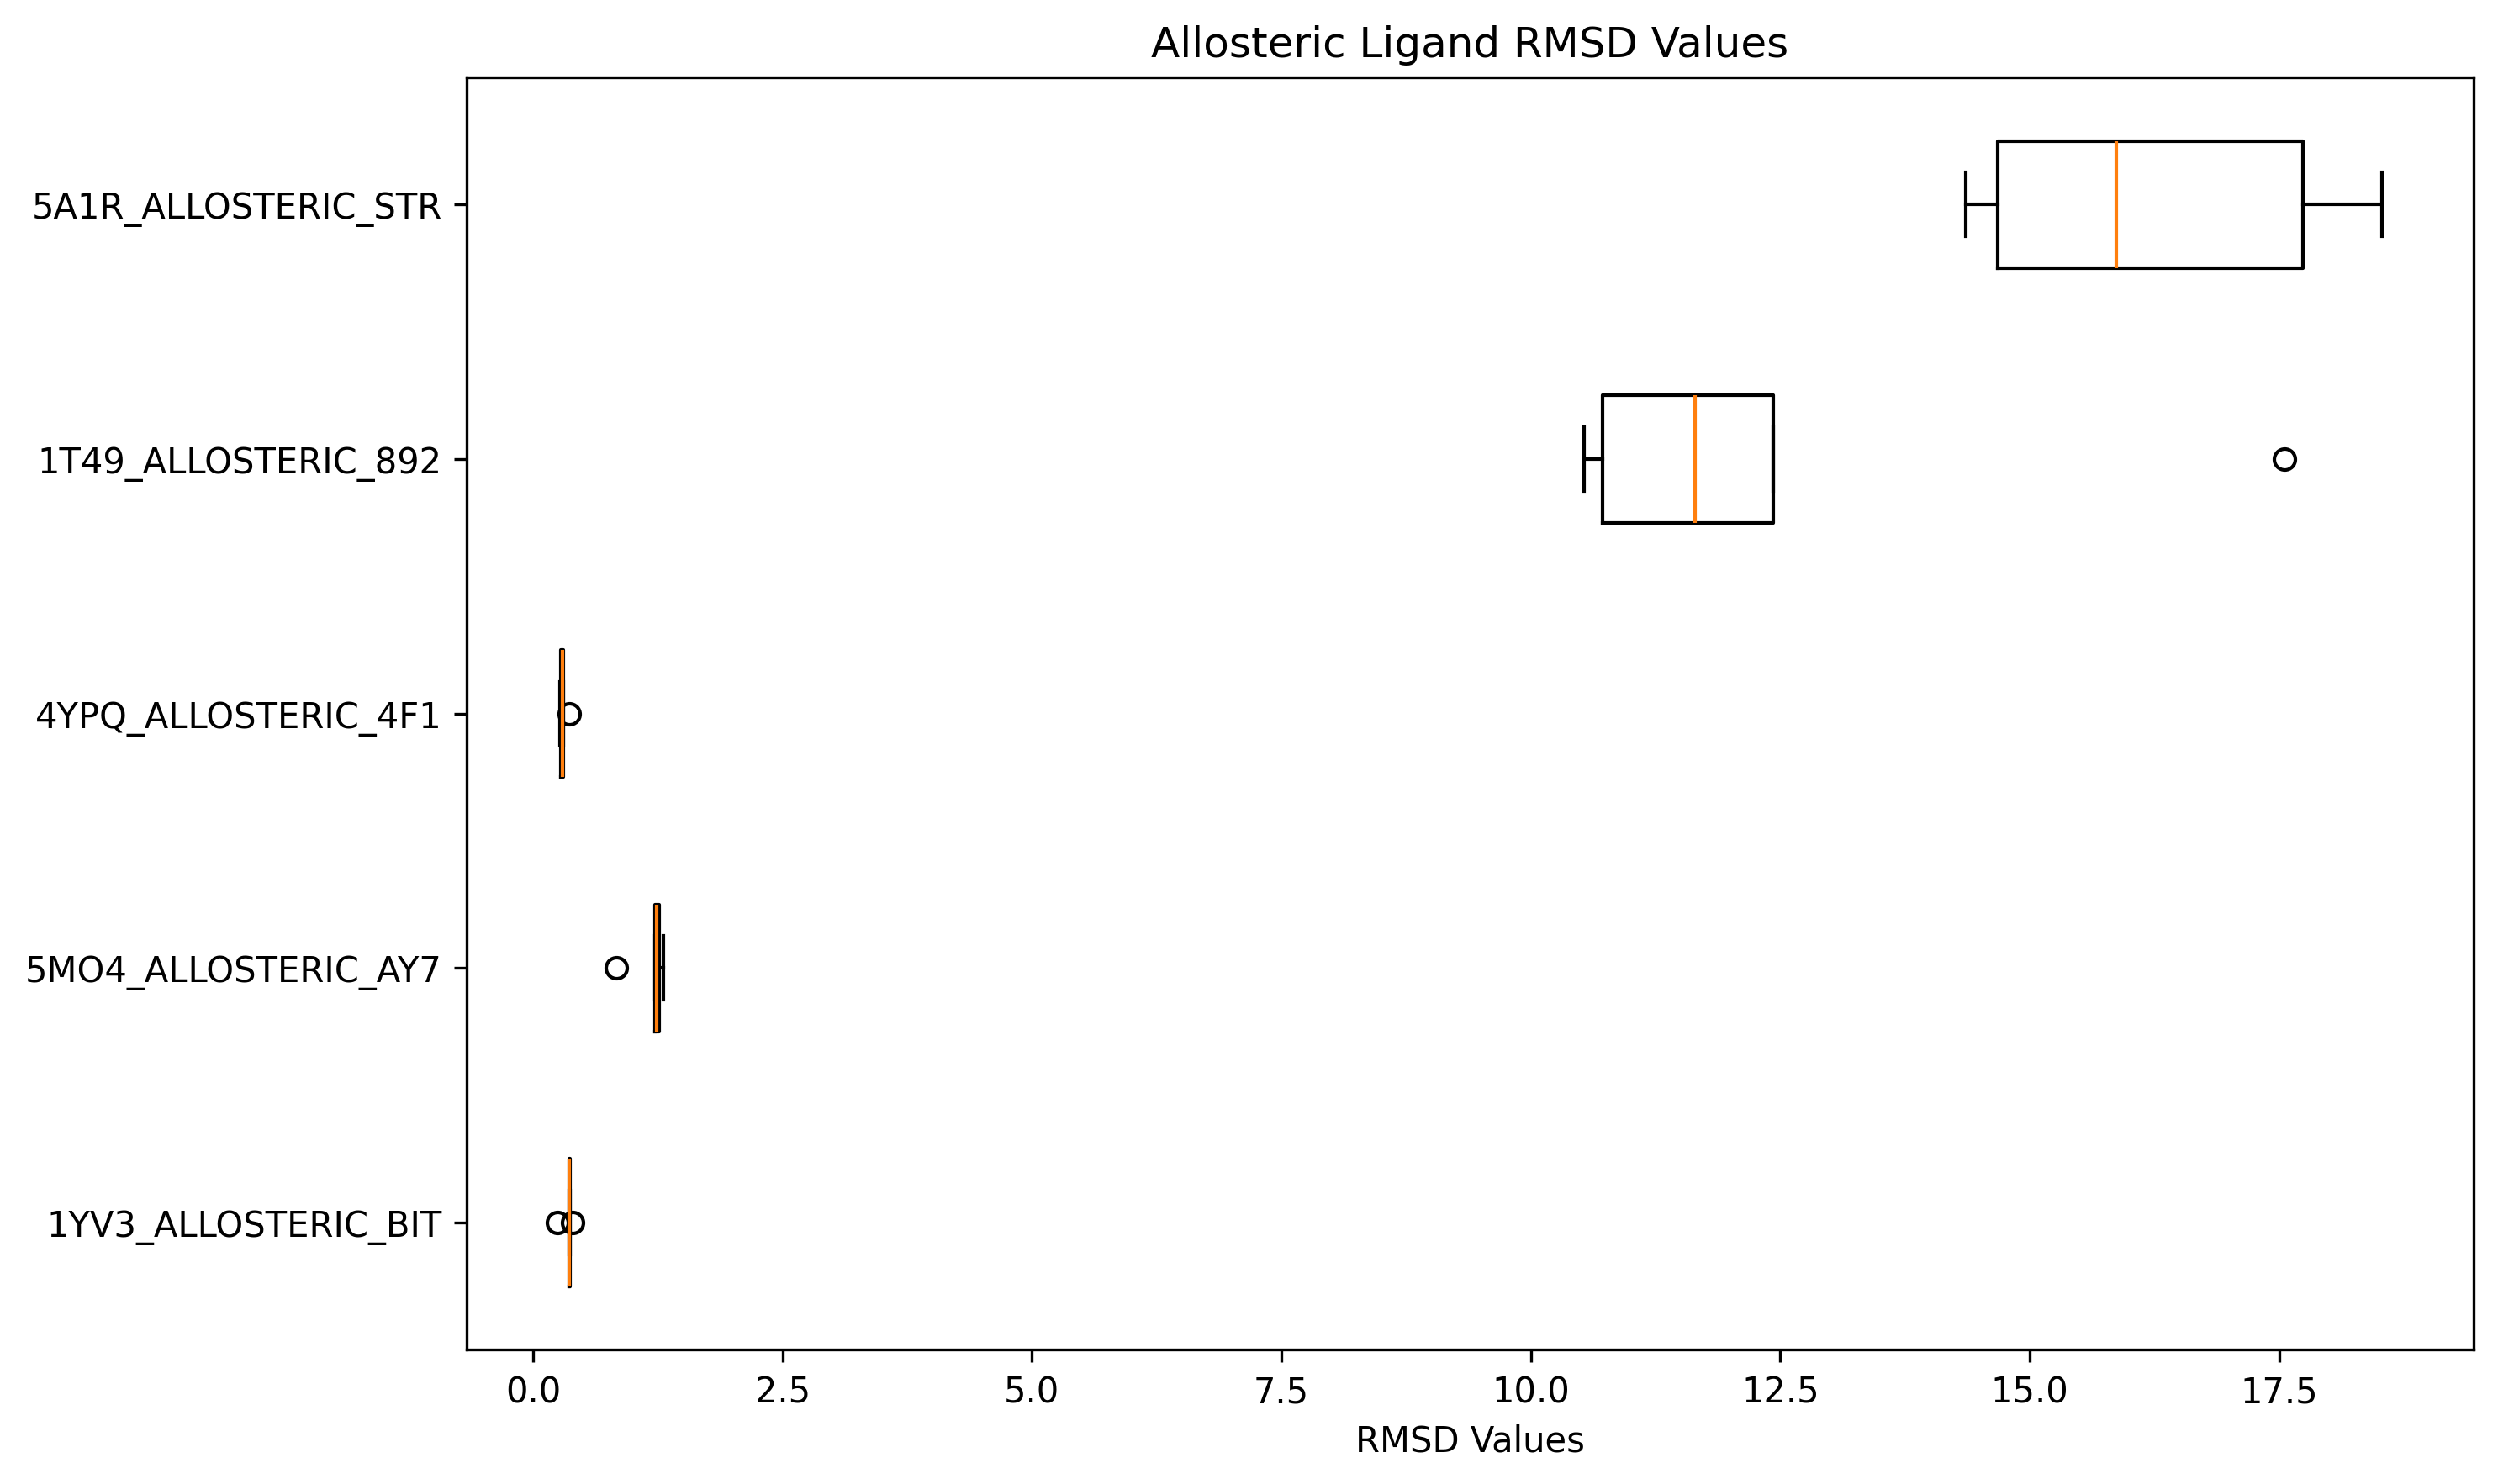 Allosteric Ligand RMSD Values
5A1R_ALLOSTERIC_STR
1T49_ALLOSTERIC_892
4YPQ_ALLOSTERIC_4F1
5MO4_ALLOSTERIC_AY7
1YV3_ALLOSTERIC_BIT
0.0 2.5 5.0 7.5 10.0 12.5 15.0 17.5
RMSD Values